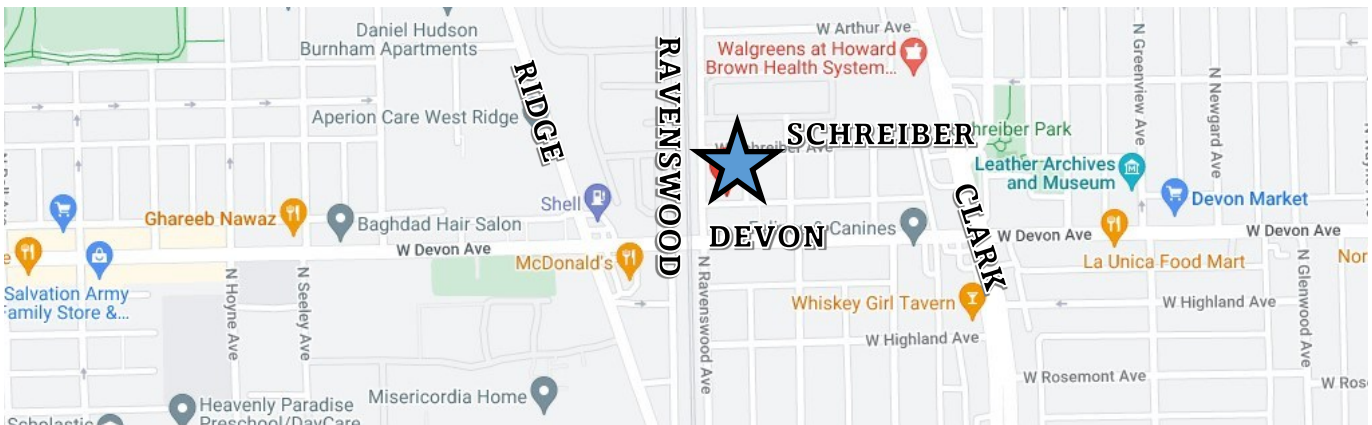 W Arthur Ave
Daniel Hudson
Burnham Apartments
Walgreens at Howard
Brown Health System...
RIDGE
RAVENSWOOD
N Greenview Ave
N Newgard Ave
Aperion Care West Ridge
SCHREIBER
chreiber Park
Leather Archives
and Museum
Shell
Devon Market
CLARK
Ghareeb Nawaz
Baghdad Hair Salon
Canines
DEVON
W Devon Ave
W Devon Ave
W Devon Ave
McDonald's
La Unica Food Mart
Nor
Salvation Army
Family Store &...
N Hoyne Ave
N Seeley Ave
N Ravenswood Ave
N Glenwood Ave
Whiskey Girl Tavern
W Highland Ave
W Highland Ave
W Rosemont Ave
W Ros
Misericordia Home
Heavenly Paradise
Preschool/DayCare
Scholastic